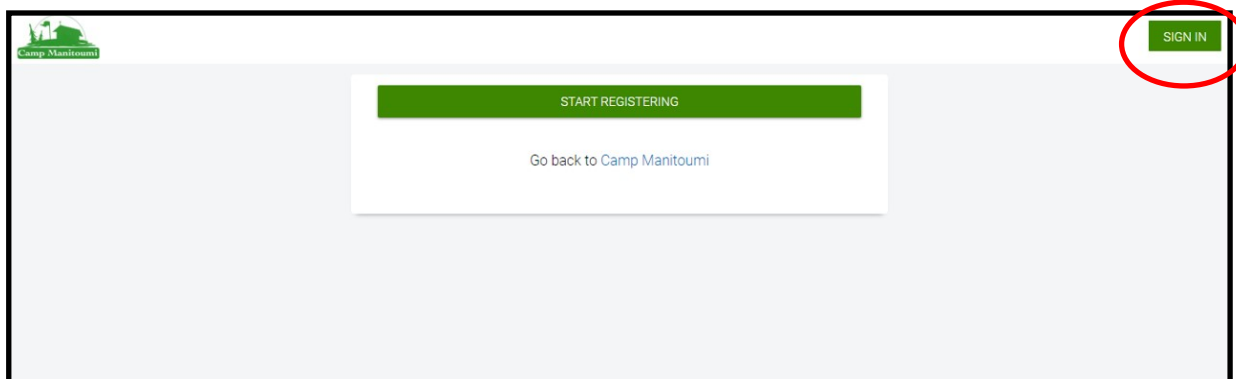 Camp Manitoumi
SIGN IN
START REGISTERING
Go back to Camp Manitoumi